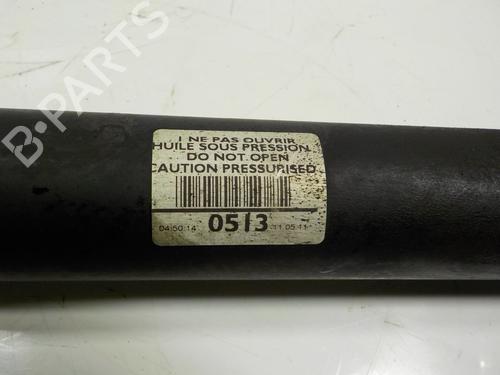 ! NE PAS OUVRIR
HUILE SOUS PRESSION
DO NOT OPEN
CAUTION PRESSURISED
04:50:14 0513 11.05.11
B-PARTS